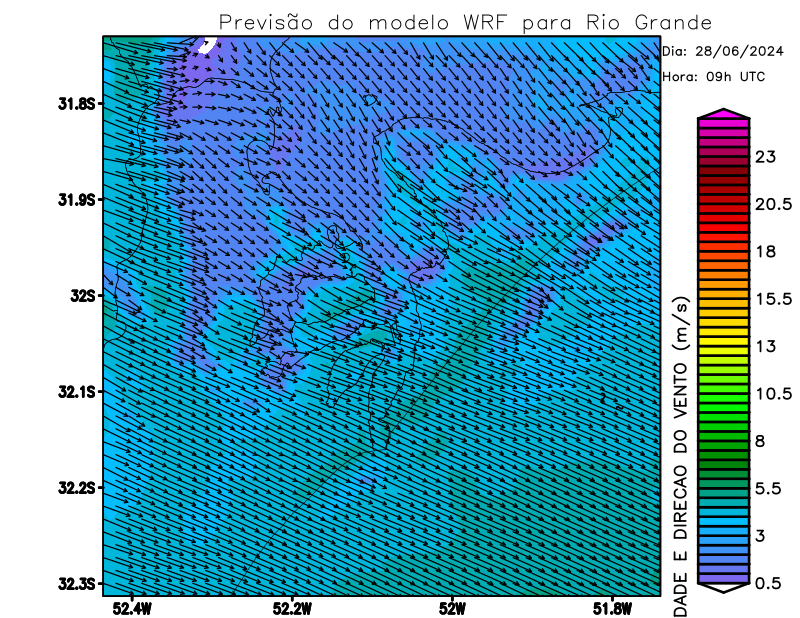 Previsão do modelo WRF para Rio Grande
Dia: 28/06/2024
Hora: 09h UTC
31.8S
31.9S
32S
32.1S
32.2S
32.3S
52.4W
52.2W
52W
51.8W
23
20.5
18
15.5
13
10.5
8
5.5
3
0.5
DADE E DIRECAO DO VENTO (m/s)